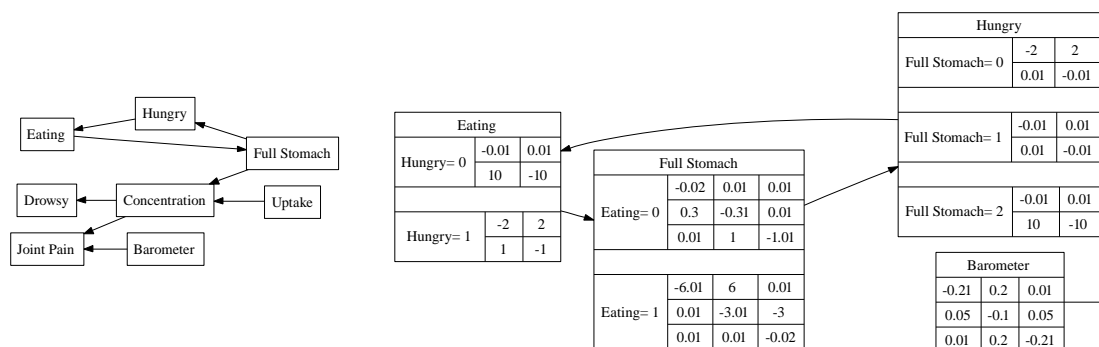 Hungry
Eating
Full Stomach
Drowsy
Concentration
Uptake
Joint Pain
Barometer
Eating
Hungry= 0
-0.01 0.01
10 -10
Hungry= 1
-2 2
1 -1
Full Stomach
Eating= 0
-0.02 0.01 0.01
0.3 -0.31 0.01
0.01 1 -1.01
Eating= 1
-6.01 6 0.01
0.01 -3.01 -3
0.01 0.01 -0.02
Hungry
Full Stomach= 0
-2 2
0.01 -0.01
Full Stomach= 1
-0.01 0.01
0.01 -0.01
Full Stomach= 2
-0.01 0.01
10 -10
Barometer
-0.21 0.2 0.01
0.05 -0.1 0.05
0.01 0.2 -0.21